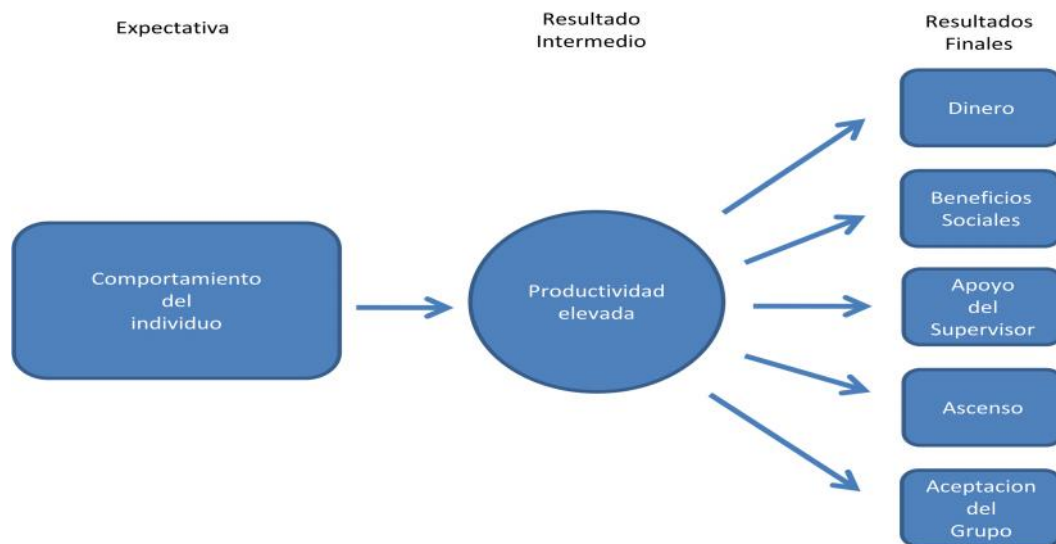 Expectativa
Resultado
Intermedio
Resultados
Finales
Comportamiento
del
individuo
Productividad
elevada
Dinero
Beneficios
Sociales
Apoyo
del
Supervisor
Ascenso
Aceptacion
del
Grupo